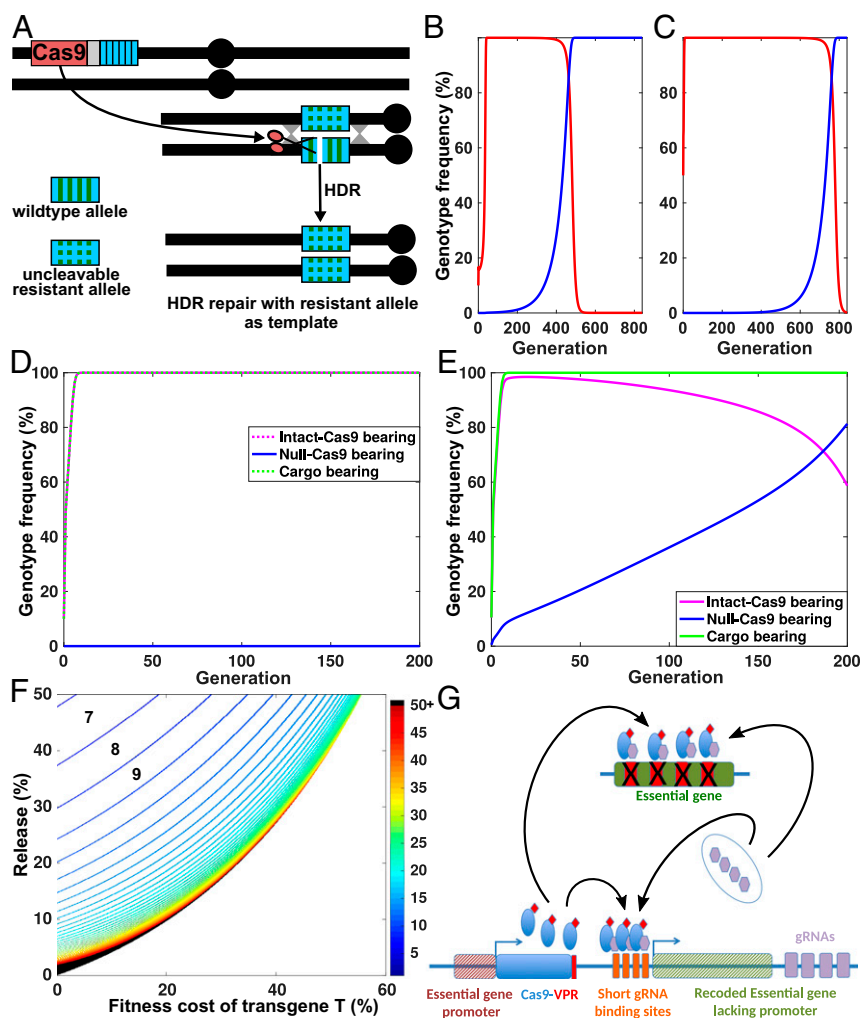 A
Cas9
HDR
wildtype allele
uncleavable
resistant allele
HDR repair with resistant allele
as template
B
Genotype frequency (%)
100
80
60
40
20
0
0 200 400 600 800
Generation
C
100
80
60
40
20
0
0 200 400 600 800
Generation
D
Genotype frequency (%)
100
80
60
40
20
0
0 50 100 150 200
Generation
Intact-Cas9 bearing
Null-Cas9 bearing
Cargo bearing
E
Genotype frequency (%)
100
80
60
40
20
0
0 50 100 150 200
Generation
Intact-Cas9 bearing
Null-Cas9 bearing
Cargo bearing
F
Release (%)
50
40
30
20
10
0
0 20 40 60
Fitness cost of transgene T (%)
7
8
9
50+
45
40
35
30
25
20
15
10
5
G
Essential gene
gRNAs
Essential gene
promoter
Cas9-VPR
Short gRNA
binding sites
Recoded Essential gene
lacking promoter